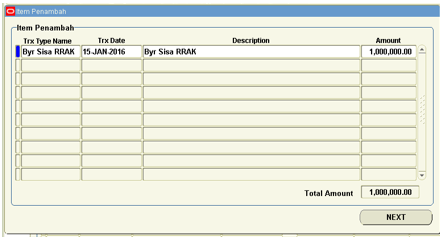 Item Penambah
Item Penambah
Trx Type Name Trx Date Description Amount
Byr Sisa RRAK 15-JAN-2016 Byr Sisa RRAK 1,000,000.00
Total Amount 1,000,000.00
NEXT